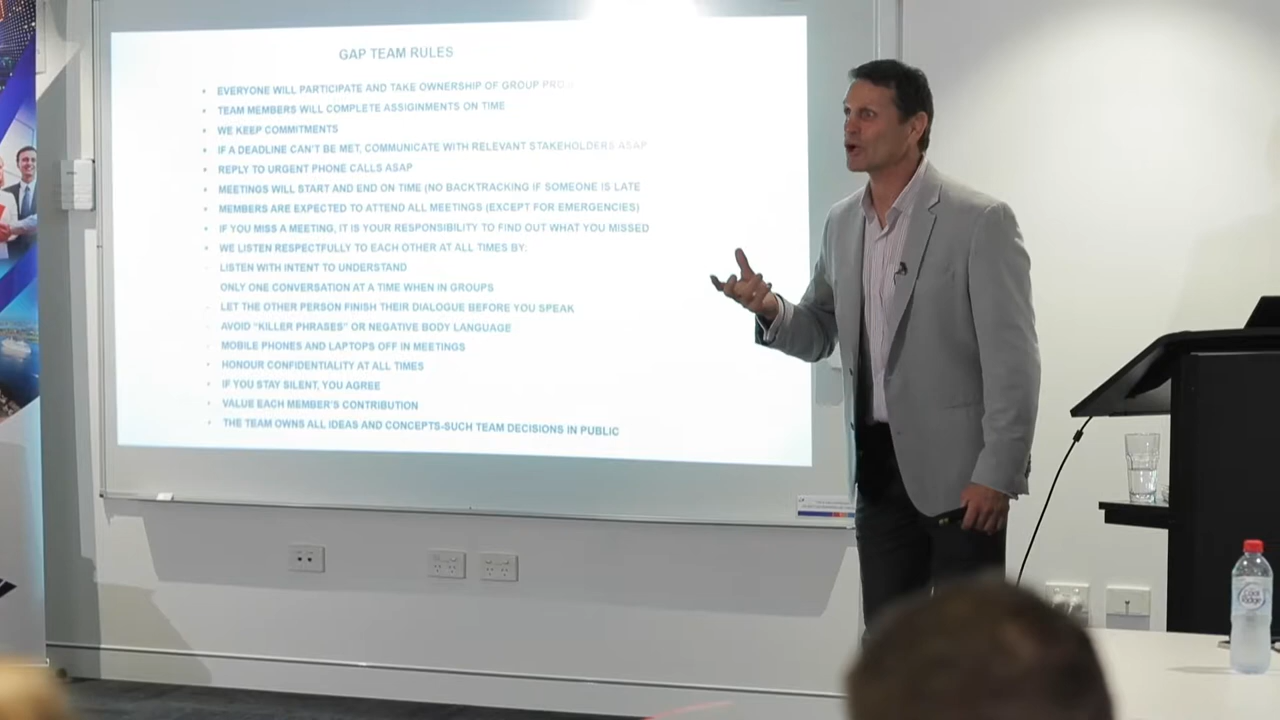 GAP TEAM RULES
• EVERYONE WILL PARTICIPATE AND TAKE OWNERSHIP OF GROUP
• TEAM MEMBERS WILL COMPLETE ASSIGINMENTS ON TIME
• WE KEEP COMMITMENTS
• IF A DEADLINE CAN'T BE MET, COMMUNICATE WITH RELEVANT STAKEHOLDERS ASAP
• REPLY TO URGENT PHONE CALLS ASAP
• MEETINGS WILL START AND END ON TIME (NO BACKTRACKING IF SOMEONE IS LATE
• MEMBERS ARE EXPECTED TO ATTEND ALL MEETINGS (EXCEPT FOR EMERGENCIES)
• IF YOU MISS A MEETING, IT IS YOUR RESPONSIBILITY TO FIND OUT WHAT YOU MISSED
• WE LISTEN RESPECTFULLY TO EACH OTHER AT ALL TIMES BY:
- LISTEN WITH INTENT TO UNDERSTAND
ONLY ONE CONVERSATION AT A TIME WHEN IN GROUPS
- LET THE OTHER PERSON FINISH THEIR DIALOGUE BEFORE YOU SPEAK
- AVOID "KILLER PHRASES" OR NEGATIVE BODY LANGUAGE
- MOBILE PHONES AND LAPTOPS OFF IN MEETINGS
• HONOUR CONFIDENTIALITY AT ALL TIMES
• IF YOU STAY SILENT, YOU AGREE
• VALUE EACH MEMBER'S CONTRIBUTION
• THE TEAM OWNS ALL IDEAS AND CONCEPTS-SUCH TEAM DECISIONS IN PUBLIC
cool ridge